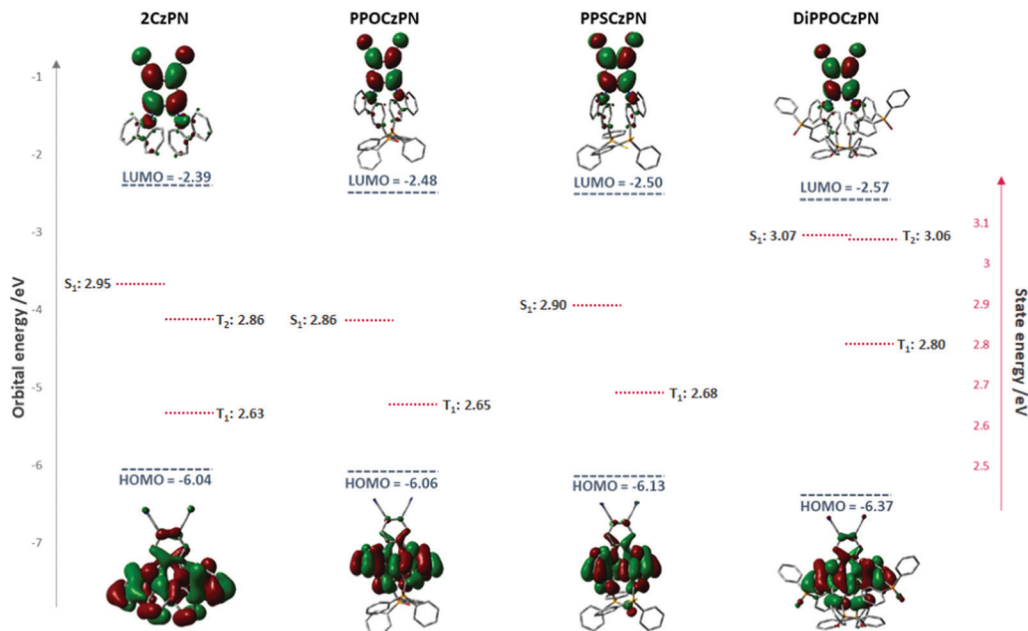 2CzPN
PPOCzPN
PPSCzPN
DiPPOCzPN
Orbital energy /eV
-1
-2
-3
-4
-5
-6
-7
LUMO = -2.39
LUMO = -2.48
LUMO = -2.50
LUMO = -2.57
S₁: 2.95
T₂: 2.86
T₁: 2.63
S₁: 2.86
T₁: 2.65
S₁: 2.90
T₁: 2.68
S₁: 3.07
T₂: 3.06
T₁: 2.80
HOMO = -6.04
HOMO = -6.06
HOMO = -6.13
HOMO = -6.37
3.1
3
2.9
2.8
2.7
2.6
2.5
State energy /eV